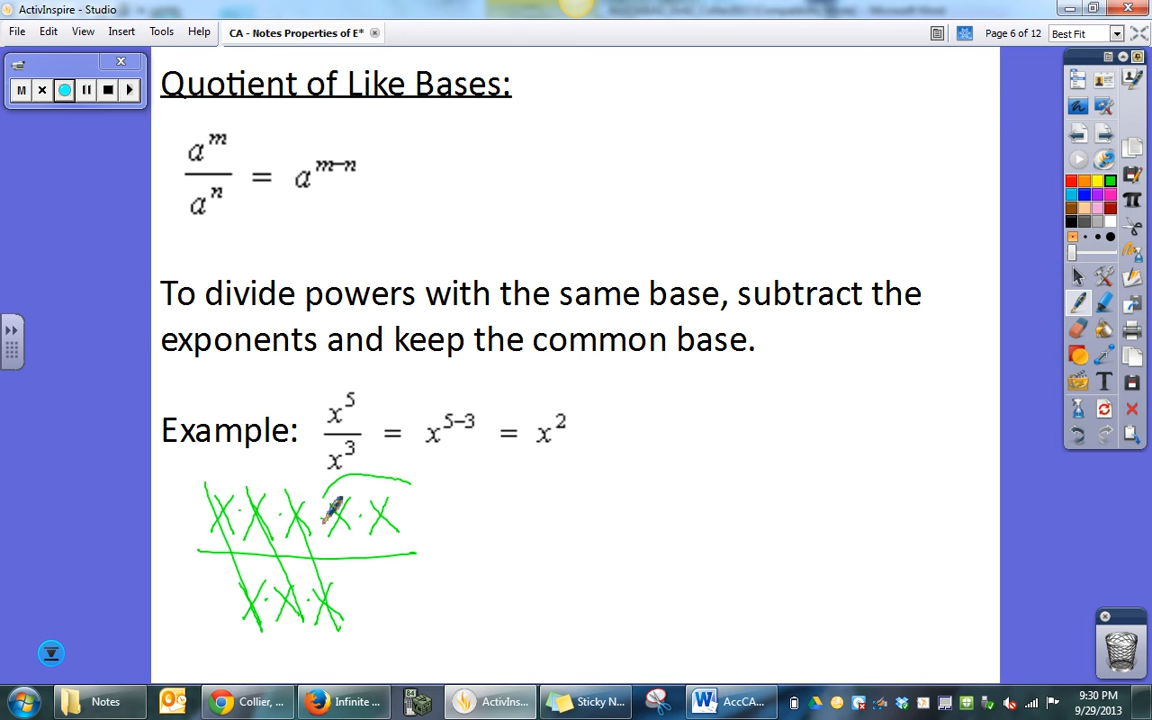 ActivInspire - Studio
File Edit View Insert Tools Help
CA - Notes Properties of E*
Page 6 of 12
Best Fit
M
Quotient of Like Bases:
a^m / a^n = a^(m–n)
To divide powers with the same base, subtract the
exponents and keep the common base.
Example: x^5 / x^3 = x^(5–3) = x^2
X · X · X X · X
X · X · X
Notes
Collier, ...
Infinite ...
ActivIns...
Sticky N...
AccCA...
9:30 PM
9/29/2013